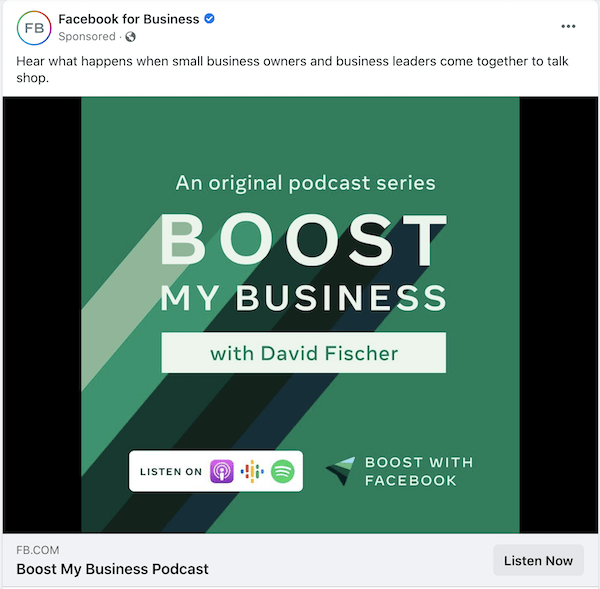 FB
Facebook for Business
Sponsored ·
Hear what happens when small business owners and business leaders come together to talk
shop.
An original podcast series
BOOST
MY BUSINESS
with David Fischer
LISTEN ON
BOOST WITH
FACEBOOK
FB.COM
Boost My Business Podcast
Listen Now